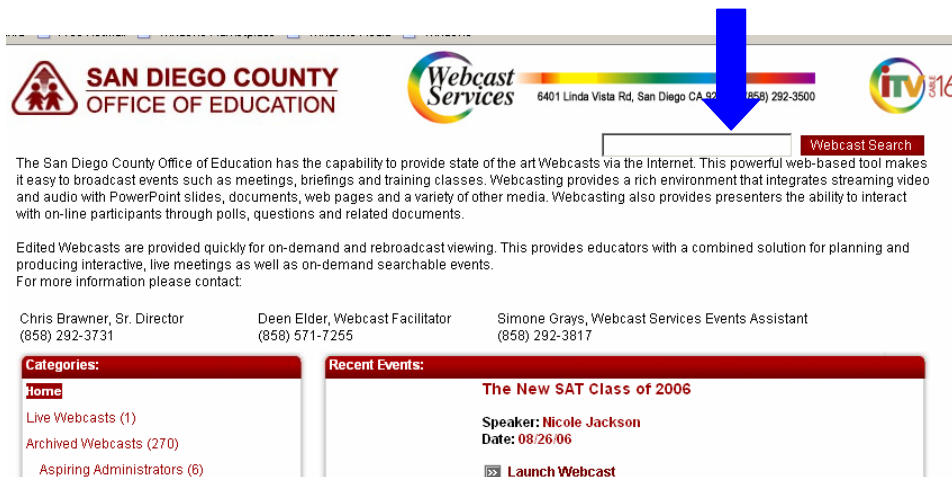 SAN DIEGO COUNTY
OFFICE OF EDUCATION
Webcast
Services
6401 Linda Vista Rd, San Diego CA (858) 292-3500
iTV CABLE 16
Webcast Search
The San Diego County Office of Education has the capability to provide state of the art Webcasts via the Internet. This powerful web-based tool makes
it easy to broadcast events such as meetings, briefings and training classes. Webcasting provides a rich environment that integrates streaming video
and audio with PowerPoint slides, documents, web pages and a variety of other media. Webcasting also provides presenters the ability to interact
with on-line participants through polls, questions and related documents.
Edited Webcasts are provided quickly for on-demand and rebroadcast viewing. This provides educators with a combined solution for planning and
producing interactive, live meetings as well as on-demand searchable events.
For more information please contact:
Chris Brawner, Sr. Director
(858) 292-3731
Deen Elder, Webcast Facilitator
(858) 571-7255
Simone Grays, Webcast Services Events Assistant
(858) 292-3817
Categories:
Home
Live Webcasts (1)
Archived Webcasts (270)
Aspiring Administrators (6)
Recent Events:
The New SAT Class of 2006
Speaker: Nicole Jackson
Date: 08/26/06
Launch Webcast